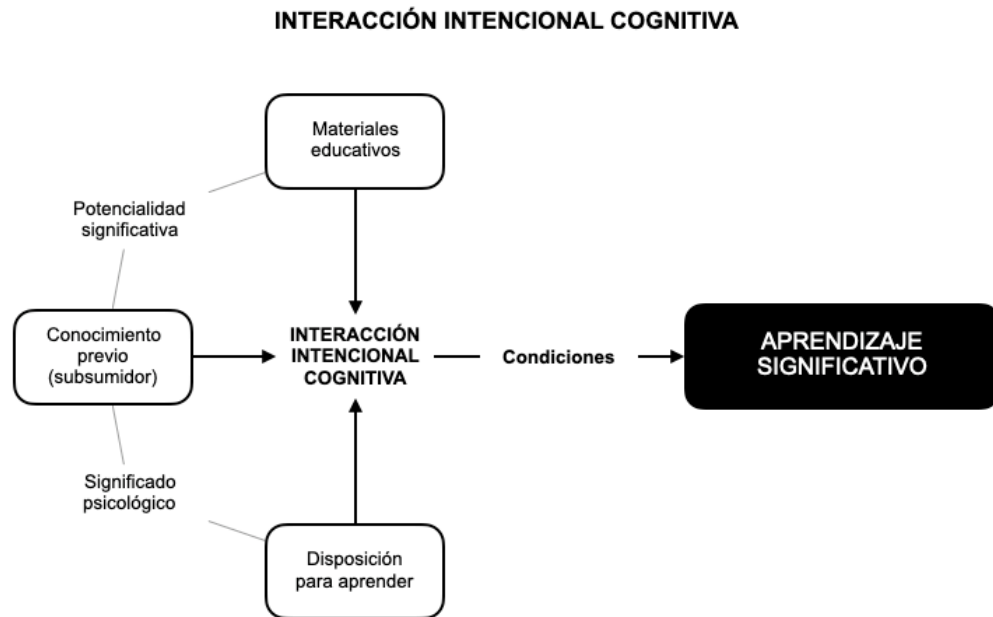 INTERACCIÓN INTENCIONAL COGNITIVA
Materiales
educativos
Potencialidad
significativa
Conocimiento
previo
(subsumidor)
INTERACCIÓN
INTENCIONAL
COGNITIVA
Condiciones
APRENDIZAJE
SIGNIFICATIVO
Significado
psicológico
Disposición
para aprender